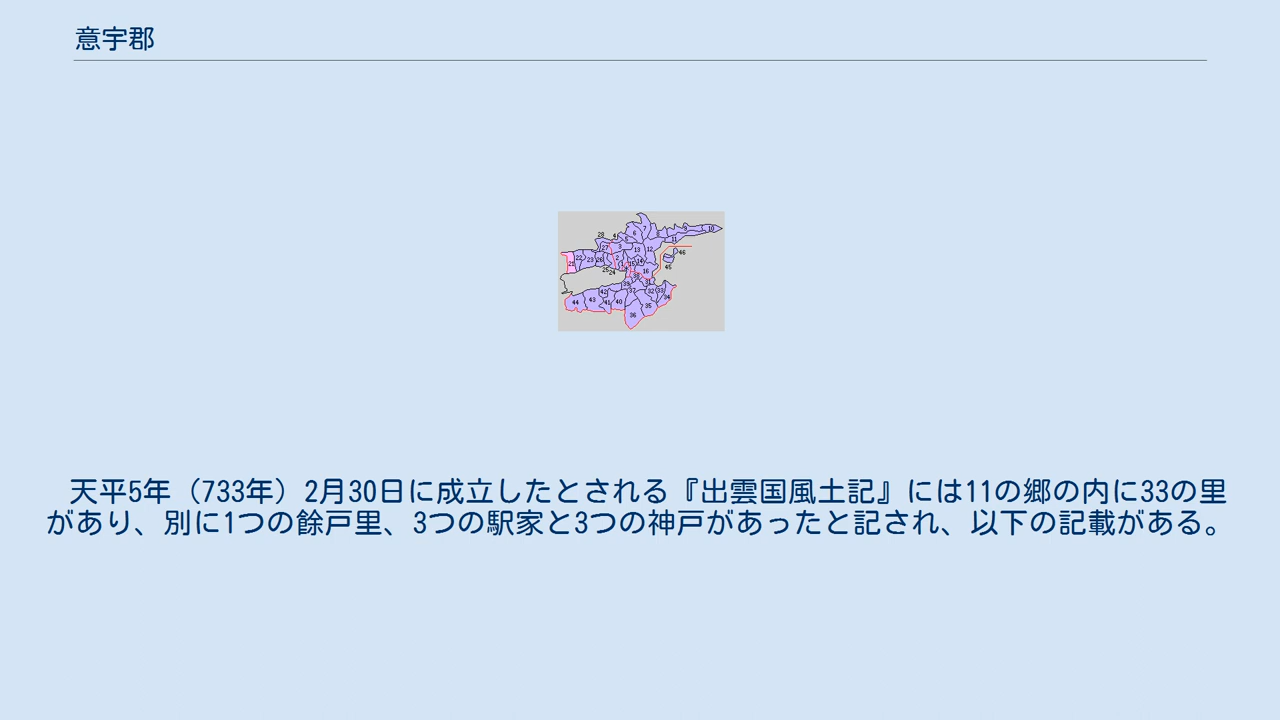 意宇郡
天平5年（733年）2月30日に成立したとされる『出雲国風土記』には11の郷の内に33の里
があり、別に1つの餘戸里、3つの駅家と3つの神戸があったと記され、以下の記載がある。